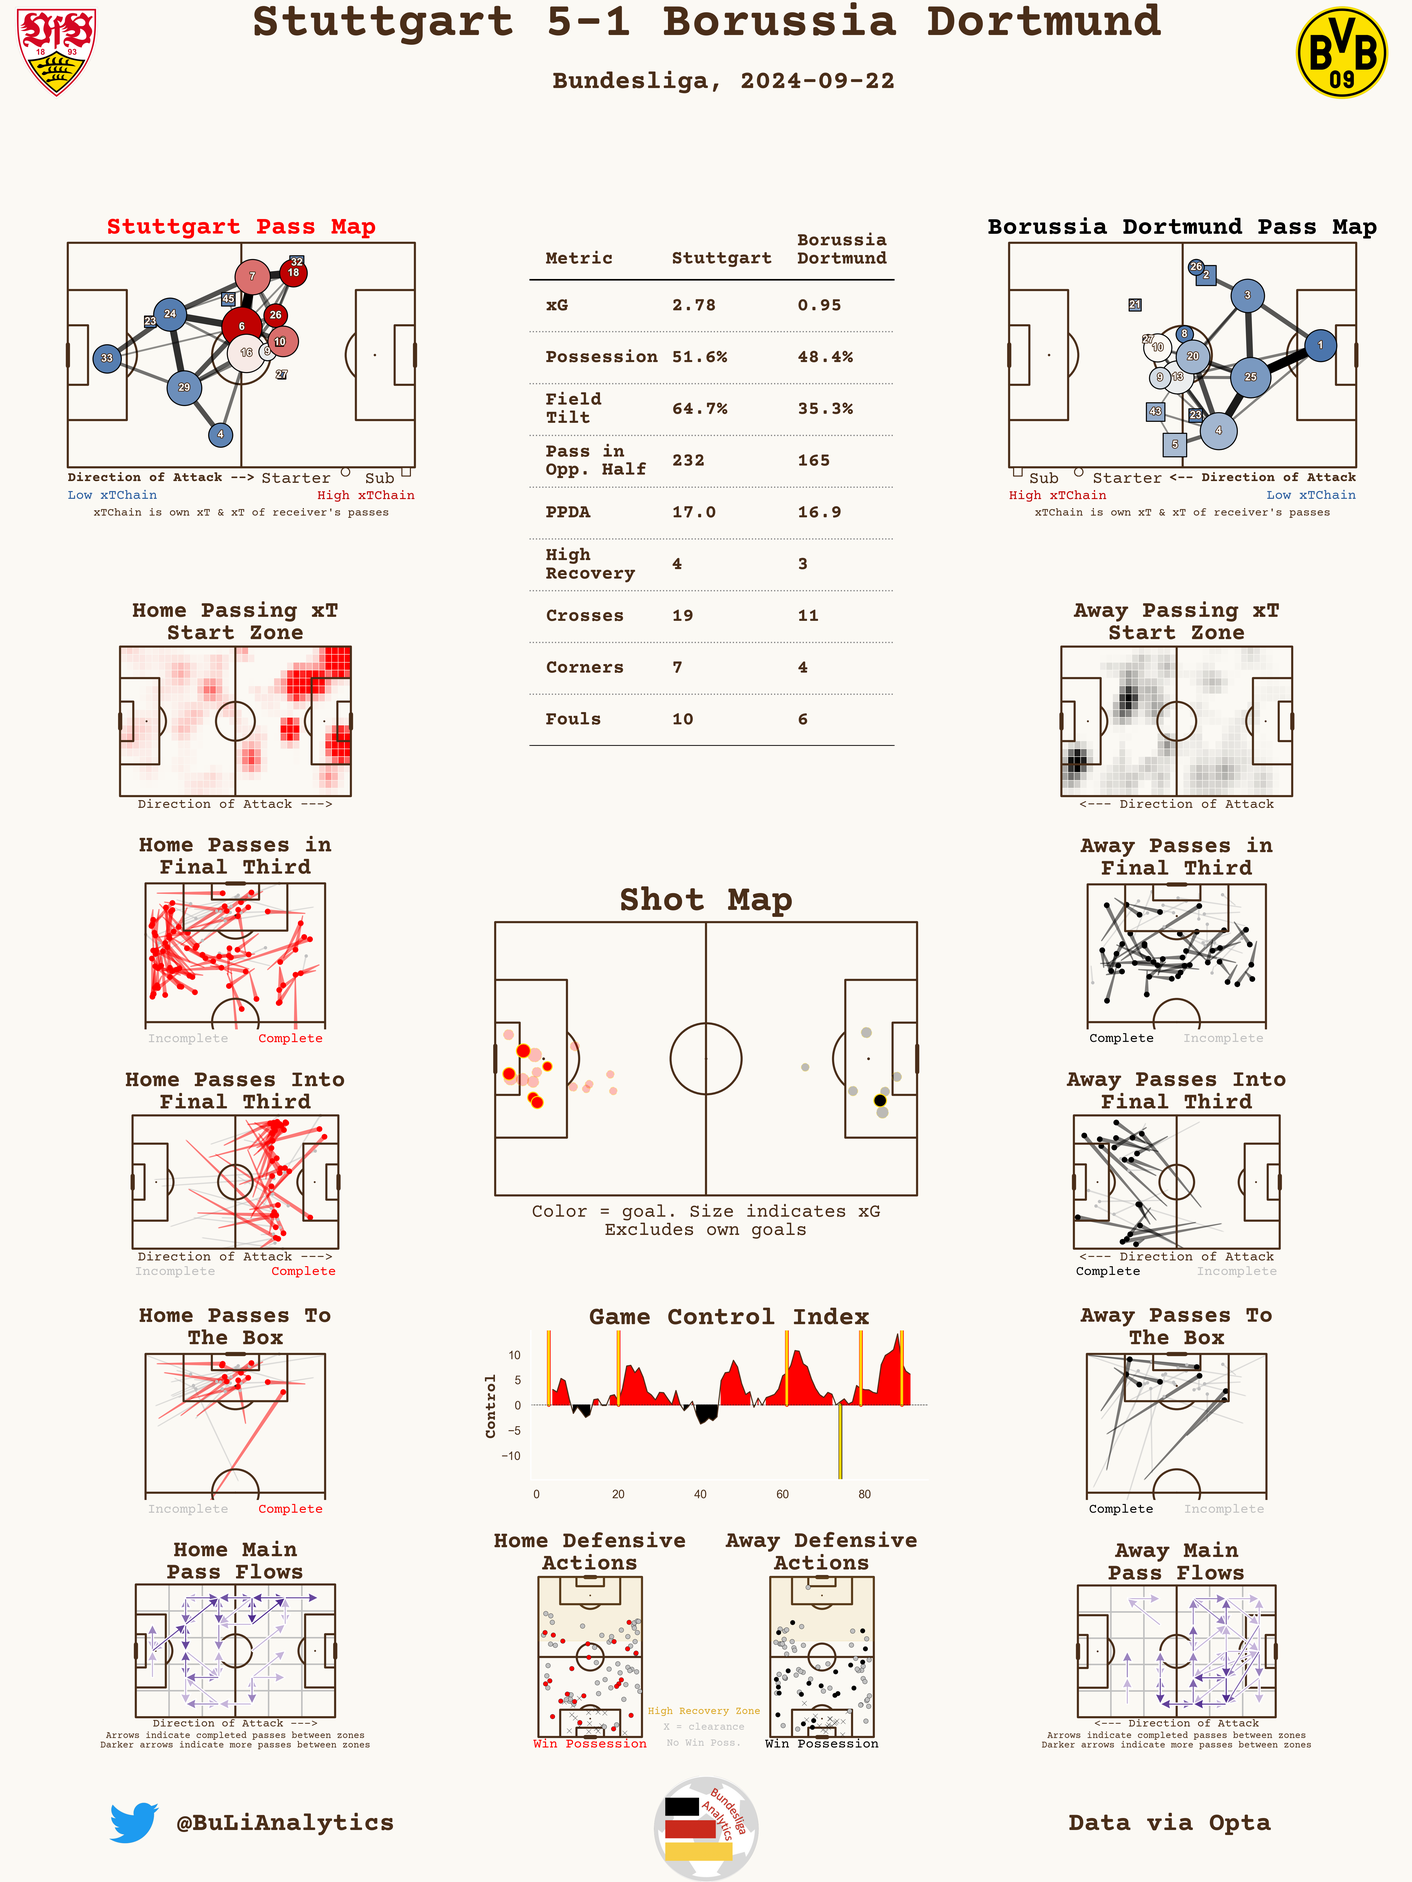 Stuttgart 5-1 Borussia Dortmund
Bundesliga, 2024-09-22
VfB
18 93
BVB
09
Stuttgart Pass Map
32
7
18
45
24
23
26
6
10
16
9
33
27
29
4
Direction of Attack --> Starter Sub
Low xTChain High xTChain
xTChain is own xT & xT of receiver's passes
Metric Stuttgart Borussia Dortmund
xG 2.78 0.95
Possession 51.6% 48.4%
Field Tilt 64.7% 35.3%
Pass in Opp. Half 232 165
PPDA 17.0 16.9
High Recovery 4 3
Crosses 19 11
Corners 7 4
Fouls 10 6
Borussia Dortmund Pass Map
26
2
3
21
8
27
10
20
1
9
13
25
43
23
4
5
Sub Starter <-- Direction of Attack
High xTChain Low xTChain
xTChain is own xT & xT of receiver's passes
Home Passing xT
Start Zone
Direction of Attack --->
Away Passing xT
Start Zone
<--- Direction of Attack
Home Passes in
Final Third
Incomplete Complete
Away Passes in
Final Third
Complete Incomplete
Shot Map
Color = goal. Size indicates xG
Excludes own goals
Home Passes Into
Final Third
Direction of Attack --->
Incomplete Complete
Away Passes Into
Final Third
<--- Direction of Attack
Complete Incomplete
Home Passes To
The Box
Incomplete Complete
Game Control Index
Control
10
5
0
−5
−10
0 20 40 60 80
Away Passes To
The Box
Complete Incomplete
Home Main
Pass Flows
Direction of Attack --->
Arrows indicate completed passes between zones
Darker arrows indicate more passes between zones
Home Defensive
Actions
Win Possession
High Recovery Zone
X = clearance
No Win Poss.
Away Defensive
Actions
Win Possession
Away Main
Pass Flows
<--- Direction of Attack
Arrows indicate completed passes between zones
Darker arrows indicate more passes between zones
@BuLiAnalytics
Bundesliga
Analytics
Data via Opta